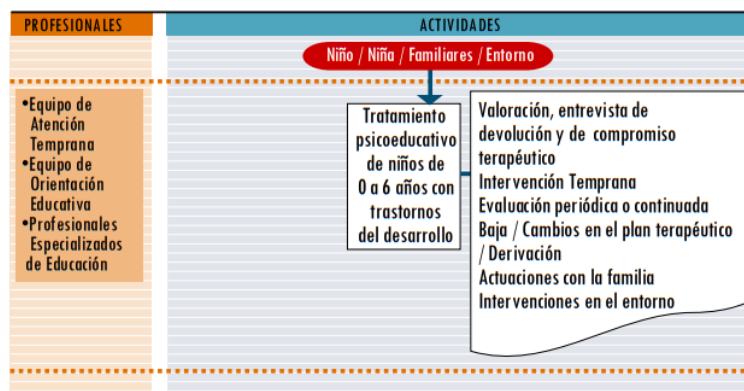 PROFESIONALES
ACTIVIDADES
Niño / Niña / Familiares / Entorno
•Equipo de
Atención
Temprana
•Equipo de
Orientación
Educativa
•Profesionales
Especializados
de Educación
Tratamiento
psicoeducativo
de niños de
0 a 6 años con
trastornos
del desarrollo
Valoración, entrevista de
devolución y de compromiso
terapéutico
Intervención Temprana
Evaluación periódica o continuada
Baja / Cambios en el plan terapéutico
/ Derivación
Actuaciones con la familia
Intervenciones en el entorno